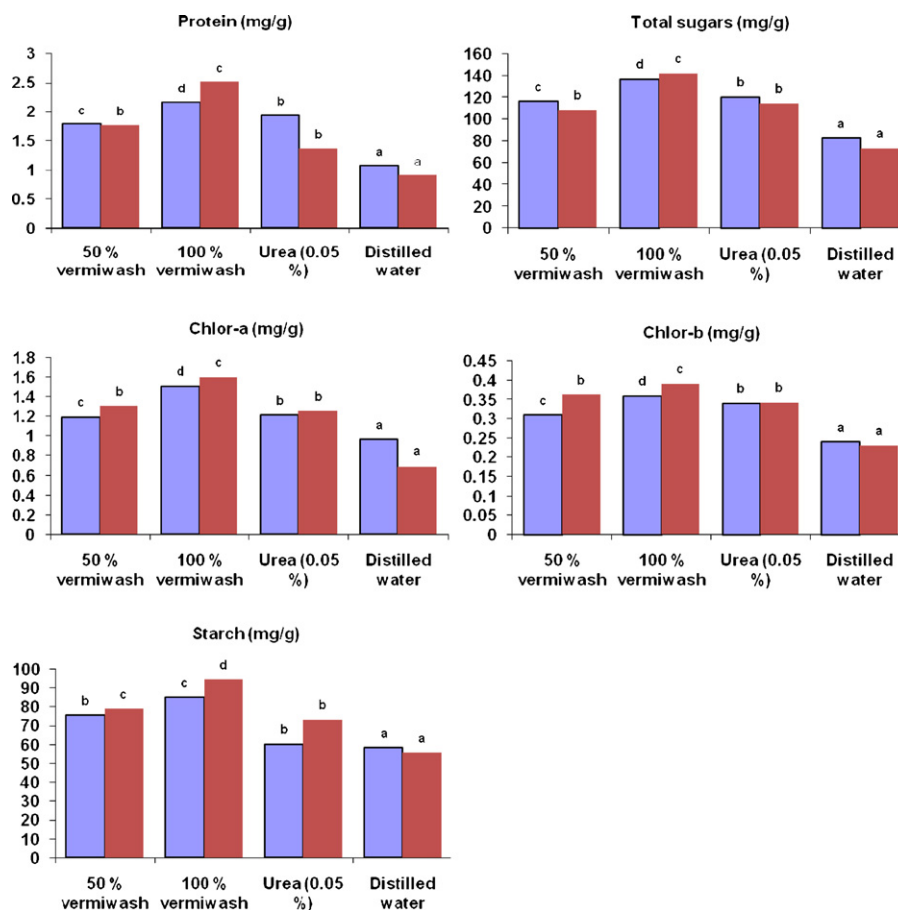 Protein (mg/g)
3
2.5
2
1.5
1
0.5
0
c b d c b b a a
50 % vermiwash
100 % vermiwash
Urea (0.05 %)
Distilled water
Total sugars (mg/g)
160
140
120
100
80
60
40
20
0
c b d c b b a a
50 % vermiwash
100 % vermiwash
Urea (0.05 %)
Distilled water
Chlor-a (mg/g)
1.8
1.6
1.4
1.2
1
0.8
0.6
0.4
0.2
0
c b d c b b a a
50 % vermiwash
100 % vermiwash
Urea (0.05 %)
Distilled water
Chlor-b (mg/g)
0.45
0.4
0.35
0.3
0.25
0.2
0.15
0.1
0.05
0
c b d c b b a a
50 % vermiwash
100 % vermiwash
Urea (0.05 %)
Distilled water
Starch (mg/g)
100
90
80
70
60
50
40
30
20
10
0
b c c d b b a a
50 % vermiwash
100 % vermiwash
Urea (0.05 %)
Distilled water